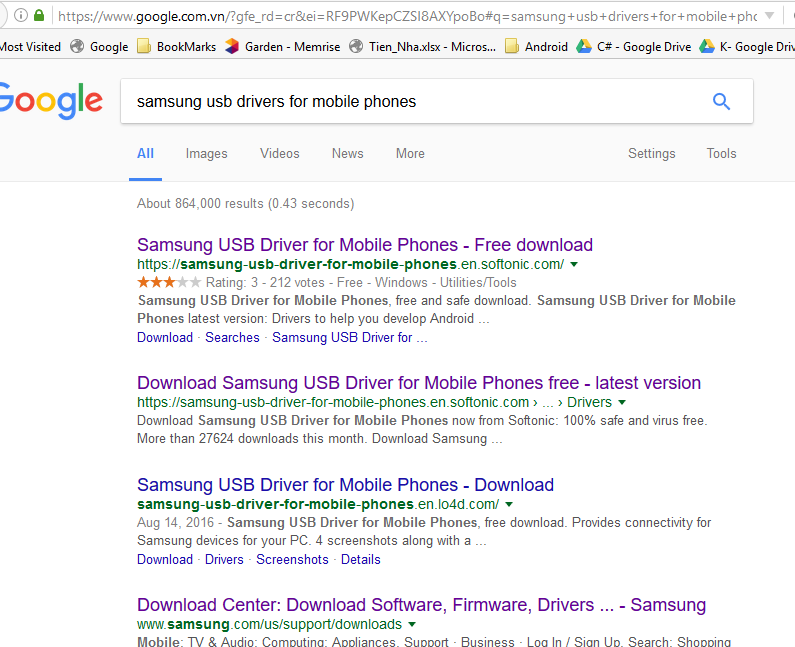 https://www.google.com.vn/?gfe_rd=cr&ei=RF9PWKepCZSI8AXYpoBo#q=samsung+usb+drivers+for+mobile+pho
Most Visited Google BookMarks Garden - Memrise Tien_Nha.xlsx - Micros... Android C# - Google Drive K- Google Driv
Google
samsung usb drivers for mobile phones
All Images Videos News More Settings Tools
About 864,000 results (0.43 seconds)
Samsung USB Driver for Mobile Phones - Free download
https://samsung-usb-driver-for-mobile-phones.en.softonic.com/
Rating: 3 - 212 votes - Free - Windows - Utilities/Tools
Samsung USB Driver for Mobile Phones, free and safe download. Samsung USB Driver for Mobile
Phones latest version: Drivers to help you develop Android ...
Download · Searches · Samsung USB Driver for ...
Download Samsung USB Driver for Mobile Phones free - latest version
https://samsung-usb-driver-for-mobile-phones.en.softonic.com › ... › Drivers
Download Samsung USB Driver for Mobile Phones now from Softonic: 100% safe and virus free.
More than 27624 downloads this month. Download Samsung ...
Samsung USB Driver for Mobile Phones - Download
samsung-usb-driver-for-mobile-phones.en.lo4d.com/
Aug 14, 2016 - Samsung USB Driver for Mobile Phones, free download. Provides connectivity for
Samsung devices for your PC. 4 screenshots along with a ...
Download · Drivers · Screenshots · Details
Download Center: Download Software, Firmware, Drivers ... - Samsung
www.samsung.com/us/support/downloads
Mobile: TV & Audio: Computing: Appliances. Support · Business · Log In / Sign Up. Search: Shopping